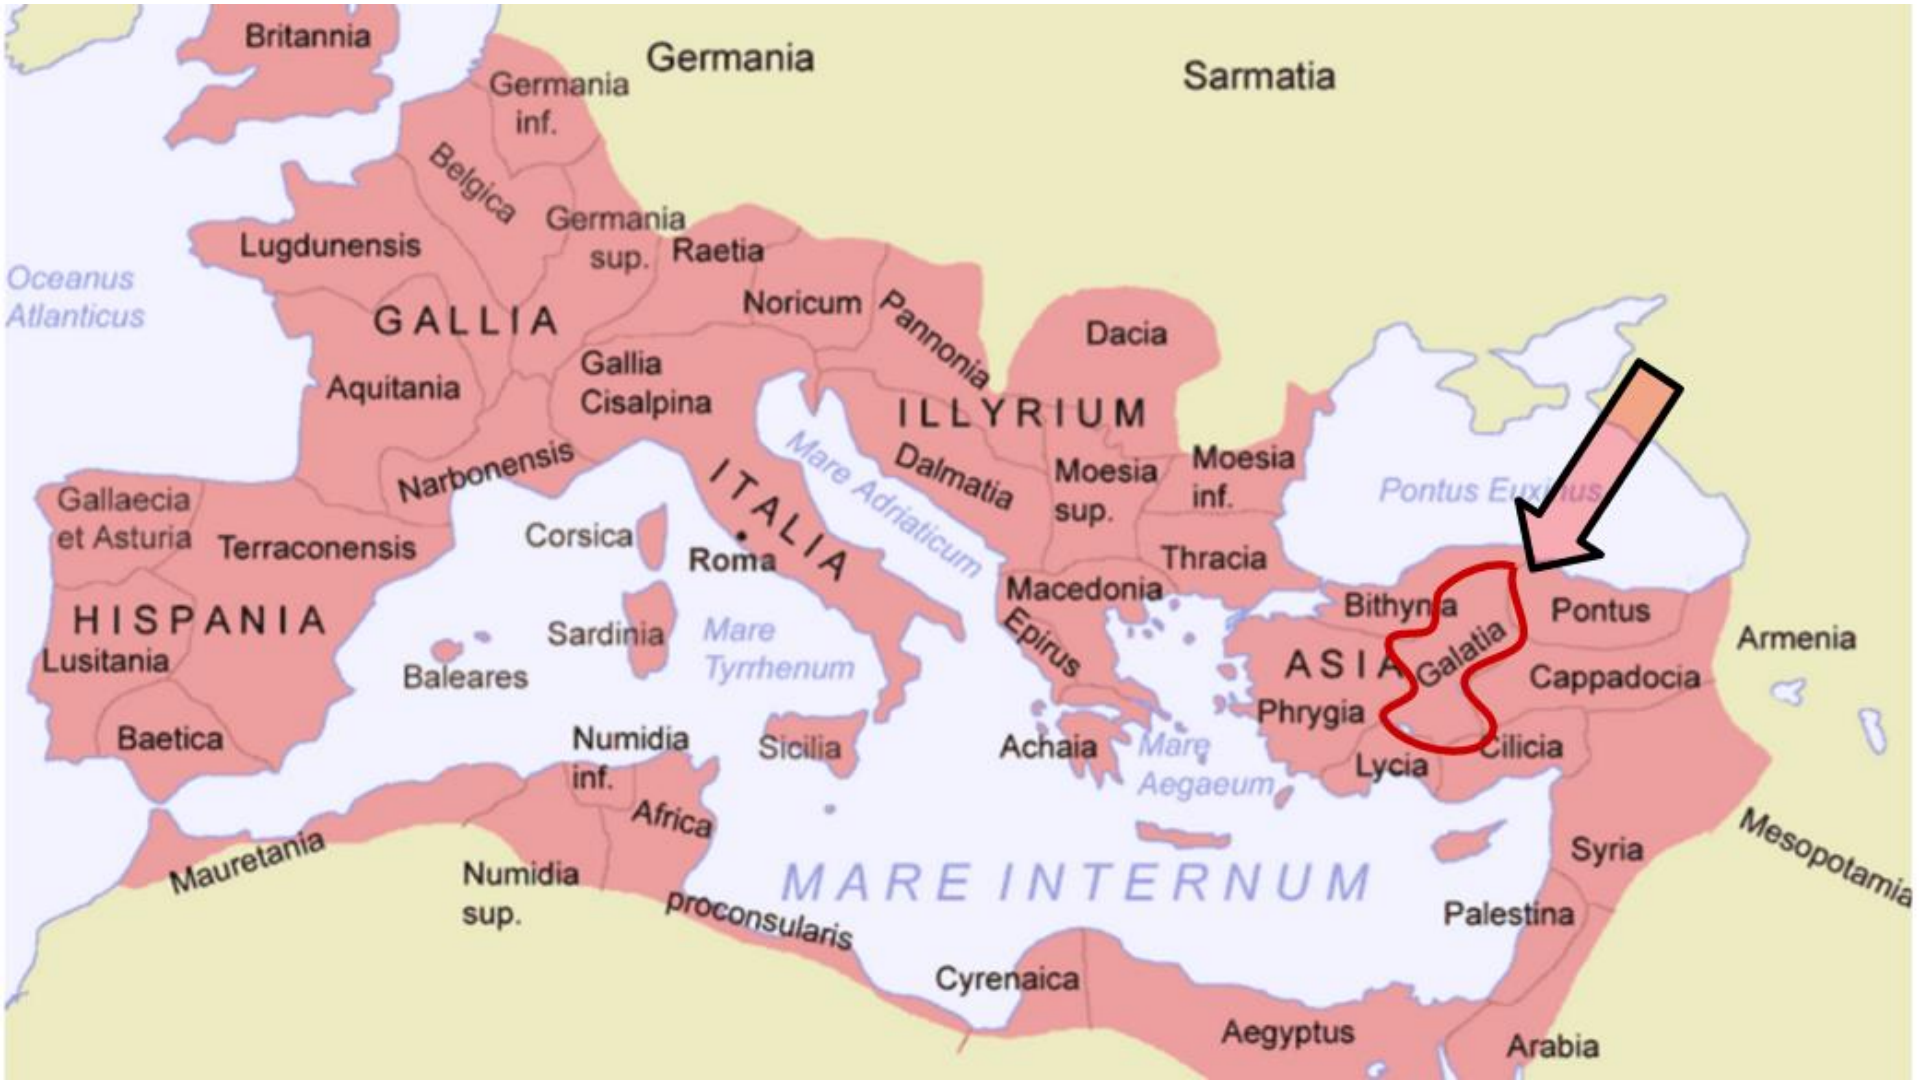 Britannia
Germania
Sarmatia
Germania
inf.
Belgica
Germania
sup.
Lugdunensis
Raetia
Oceanus
Atlanticus
GALLIA
Noricum
Pannonia
Dacia
Gallia
Cisalpina
Aquitania
ILLYRIUM
Mare Adriaticum
Narbonensis
ITALIA
Dalmatia
Moesia
sup.
Moesia
inf.
Pontus Euxinus
Gallaecia
et Asturia
Terraconensis
Corsica
Roma
Thracia
Macedonia
Bithynia
Pontus
HISPANIA
Lusitania
Sardinia
Mare
Tyrrhenum
Epirus
Galatia
Armenia
Baleares
ASIA
Cappadocia
Phrygia
Baetica
Numidia
inf.
Sicilia
Achaia
Mare
Aegaeum
Lycia
Cilicia
Africa
Mauretania
Numidia
sup.
MARE INTERNUM
Syria
Mesopotamia
proconsularis
Palestina
Cyrenaica
Aegyptus
Arabia